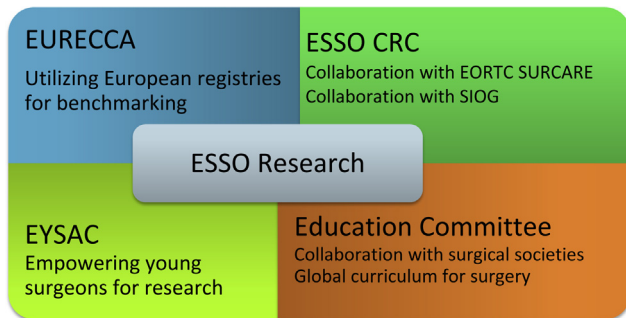 EURECCA
Utilizing European registries
for benchmarking
ESSO CRC
Collaboration with EORTC SURCARE
Collaboration with SIOG
ESSO Research
EYSAC
Empowering young
surgeons for research
Education Committee
Collaboration with surgical societies
Global curriculum for surgery